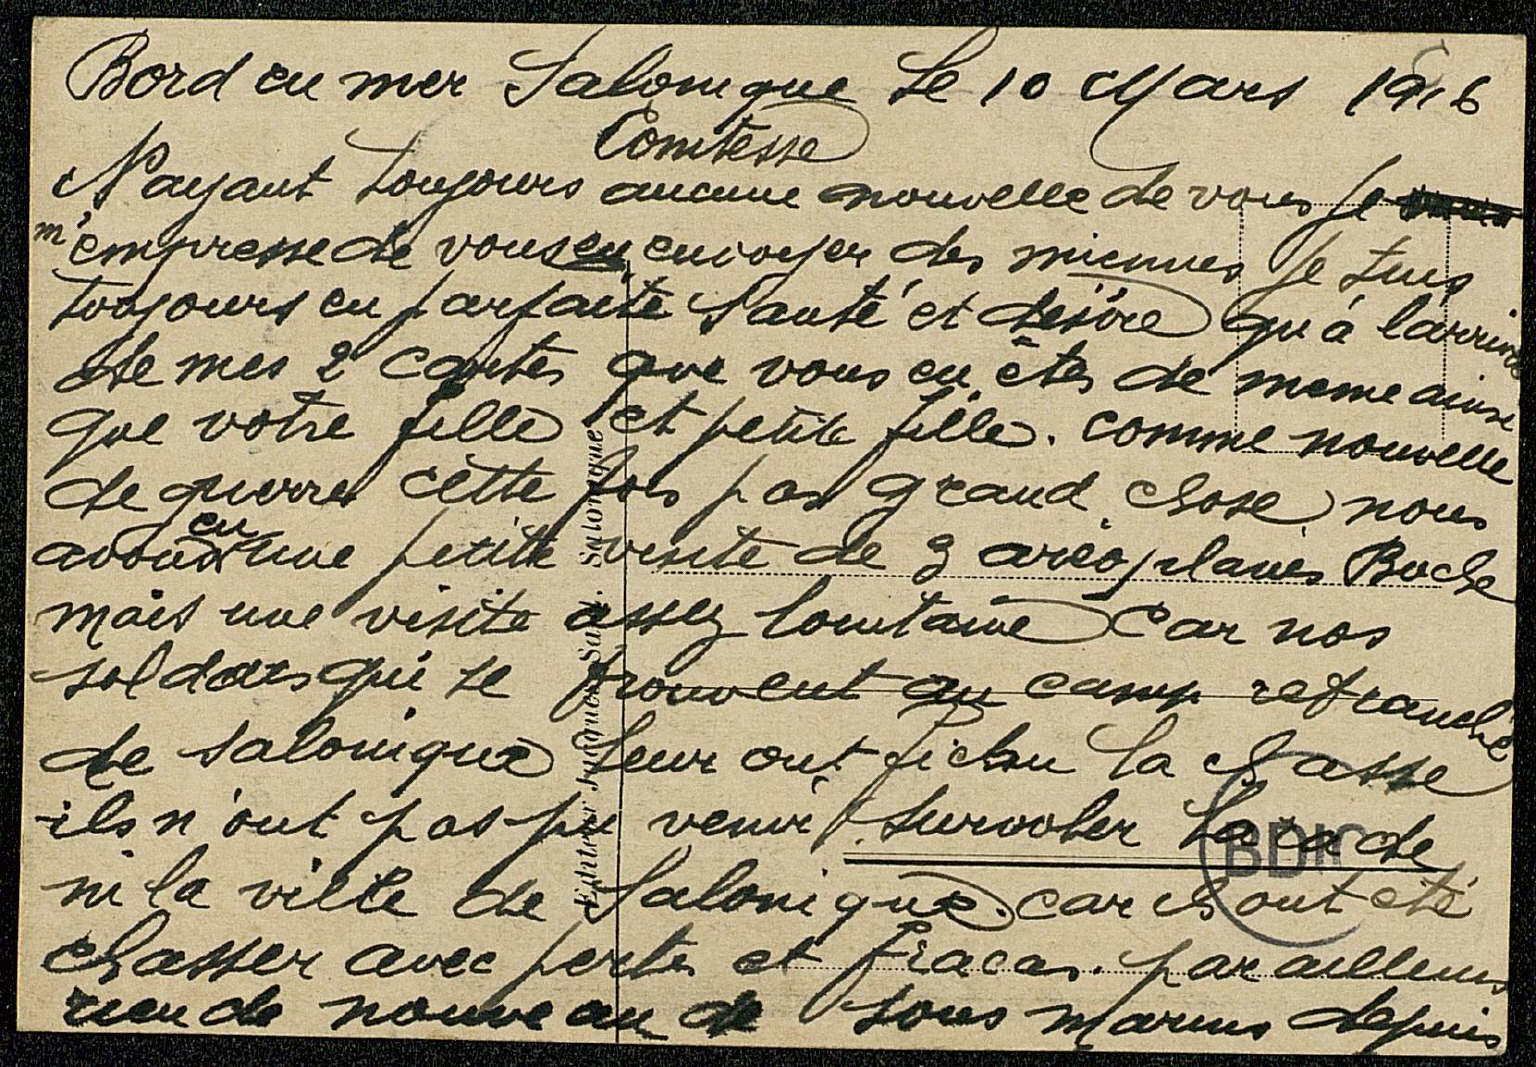 Bord en mer Salonique Le 10 Mars 1916
Comtesse
N'ayant toujours aucune nouvelle de vous je
m'empresse de vous en envoyer des miennes je suis
toujours en parfaite santé et désire qu'à l'arrivée
de mes 2 cartes que vous en êtes de meme ainsi
que votre fille et petite fille. comme nouvelle
de guerre cette fois pas grand chose nous
avons eu une petite visite de 3 aréoplanes Boche
mais une visite assez lointaine car nos
soldats qui se trouvent au camp retranché
de Salonique leur ont fichu la chasse
ils n'ont pas pu venir survoler la rade
ni la ville de Salonique. car ils ont été
chasser avec pertes et fracas. par ailleurs
rien de nouveau de sous marins depuis
Salonique
BDIC